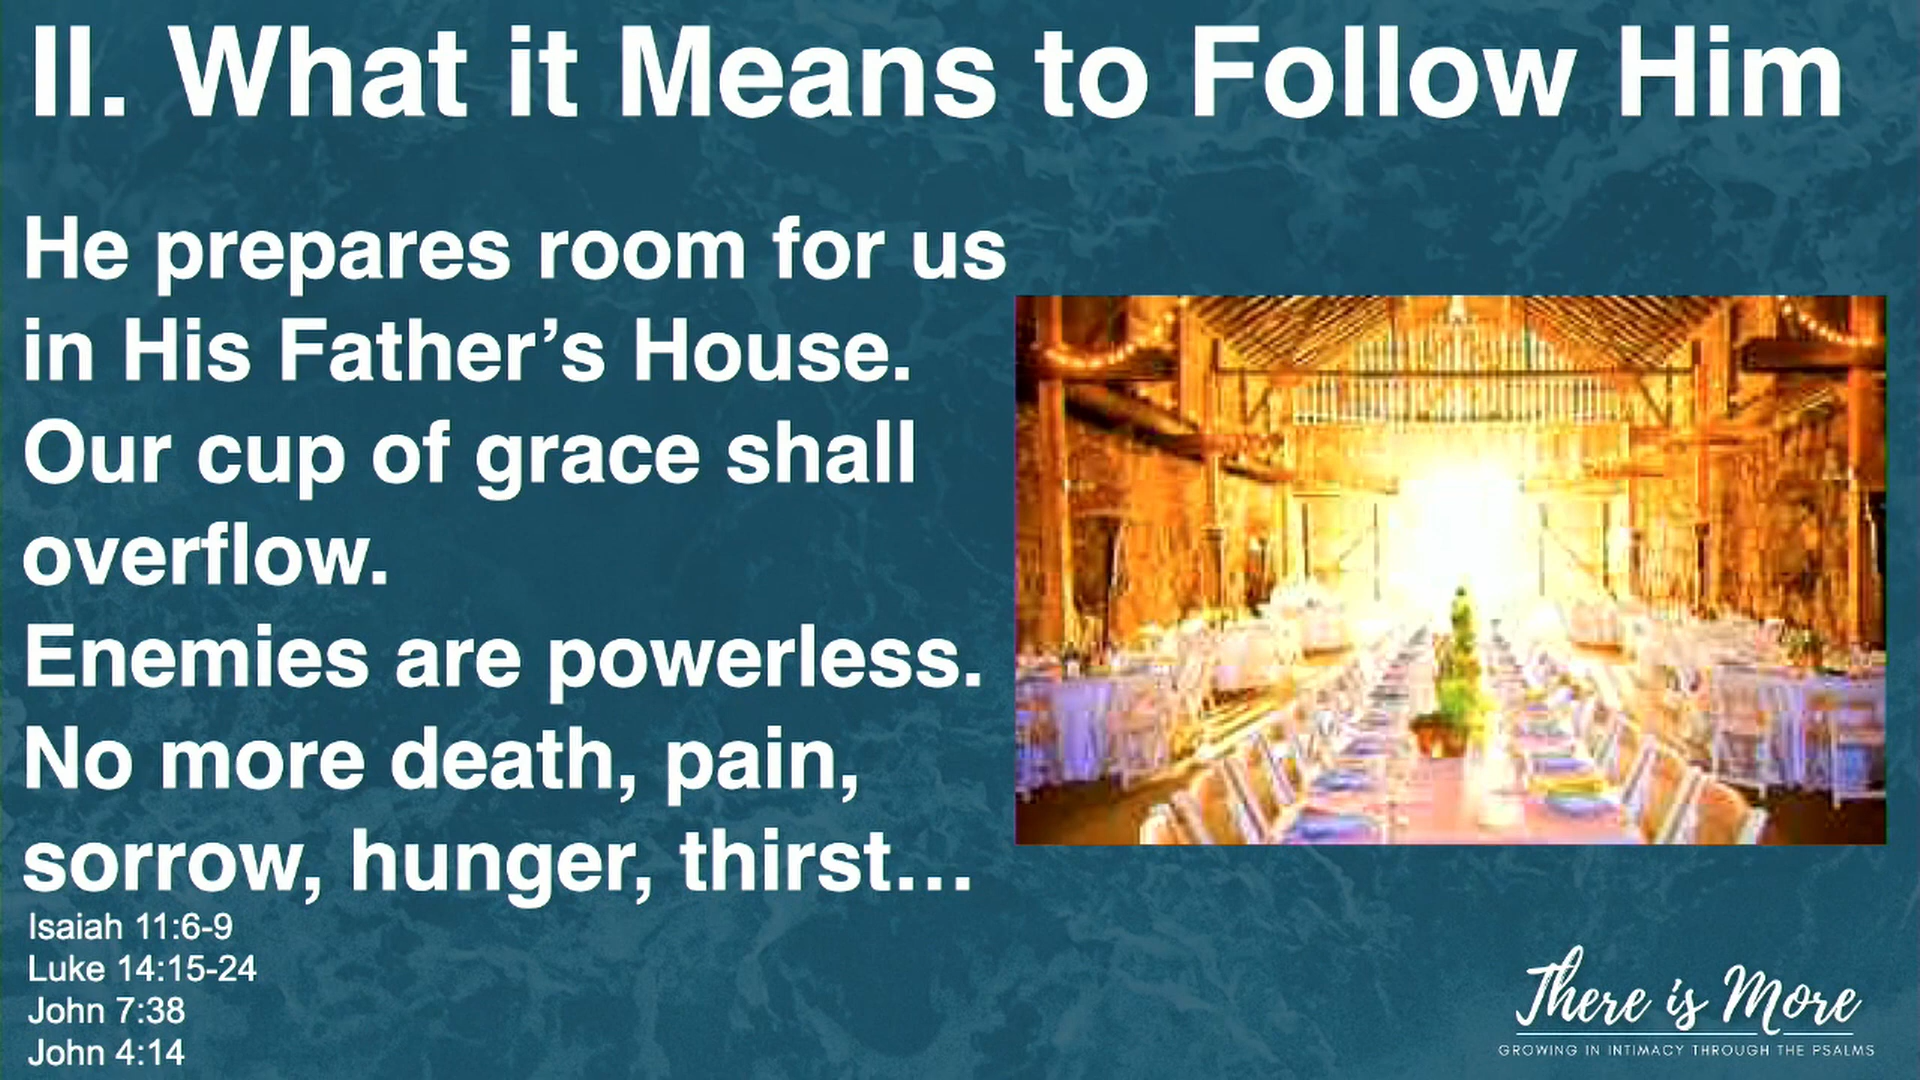 II. What it Means to Follow Him
He prepares room for us
in His Father’s House.
Our cup of grace shall
overflow.
Enemies are powerless.
No more death, pain,
sorrow, hunger, thirst…
Isaiah 11:6-9
Luke 14:15-24
John 7:38
John 4:14
There is More
GROWING IN INTIMACY THROUGH THE PSALMS